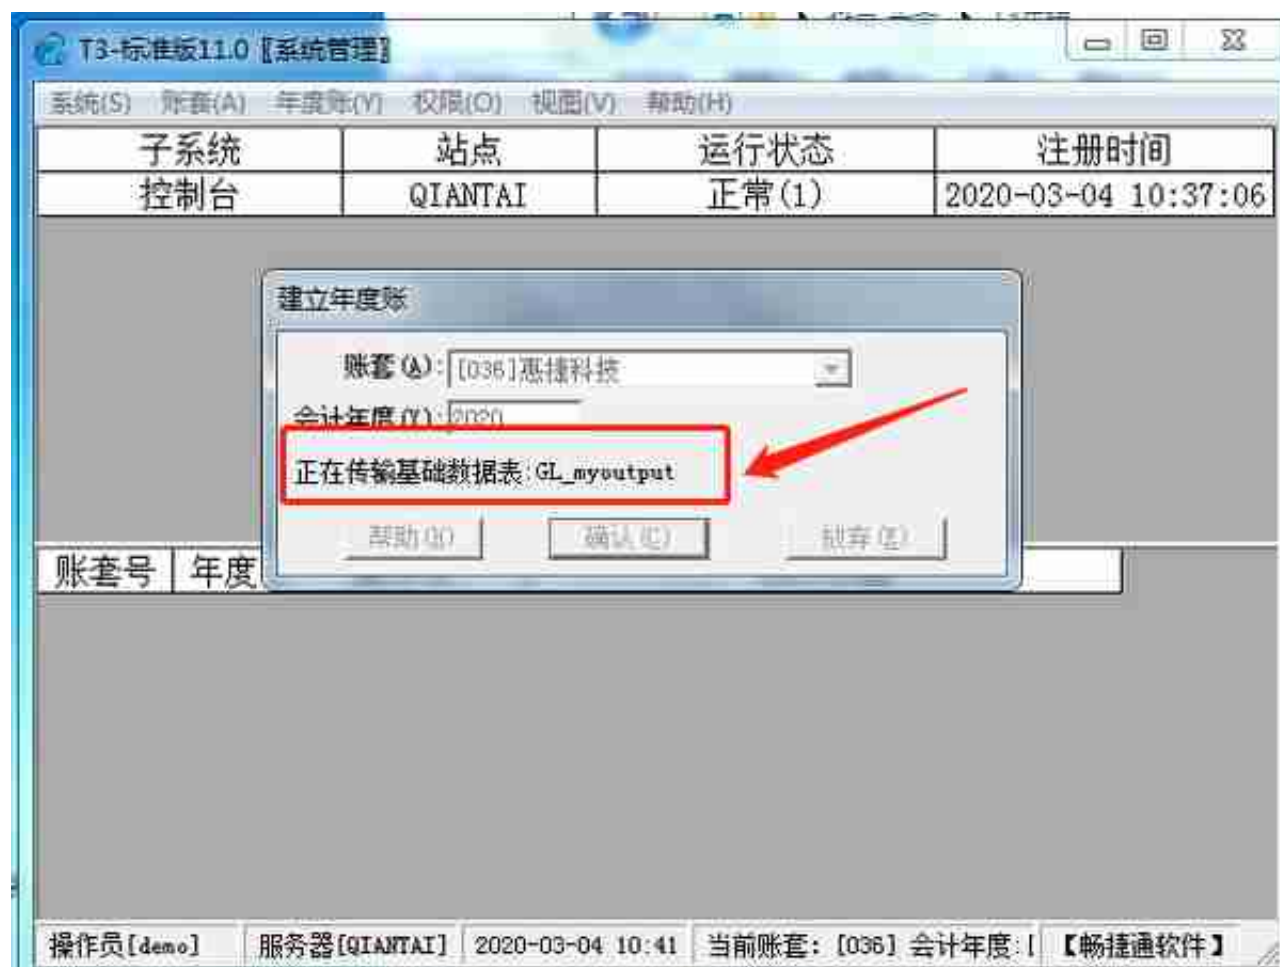 T3-标准版11.0〖系统管理〗
系统(S) 账套(A) 年度账(Y) 权限(O) 视图(V) 帮助(H)
子系统 站点 运行状态 注册时间
控制台 QIANTAI 正常(1) 2020-03-04 10:37:06
建立年度账
账套(A): [036]惠捷科技
会计年度(Y): 2020
正在传输基础数据表:GL_myoutput
帮助(H) 确认(C) 放弃(E)
账套号 年度
操作员[demo] 服务器[QIANTAI] 2020-03-04 10:41 当前账套: [036] 会计年度:[ 【畅捷通软件】